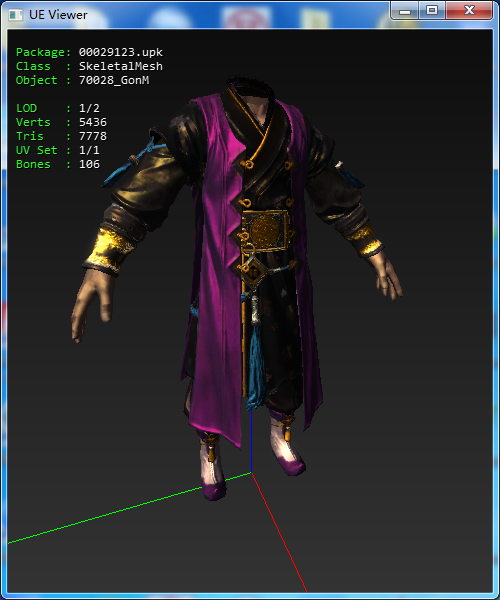 UE Viewer
Package: 00029123.upk
Class : SkeletalMesh
Object : 70028_GonM
LOD : 1/2
Verts : 5436
Tris : 7778
UV Set : 1/1
Bones : 106